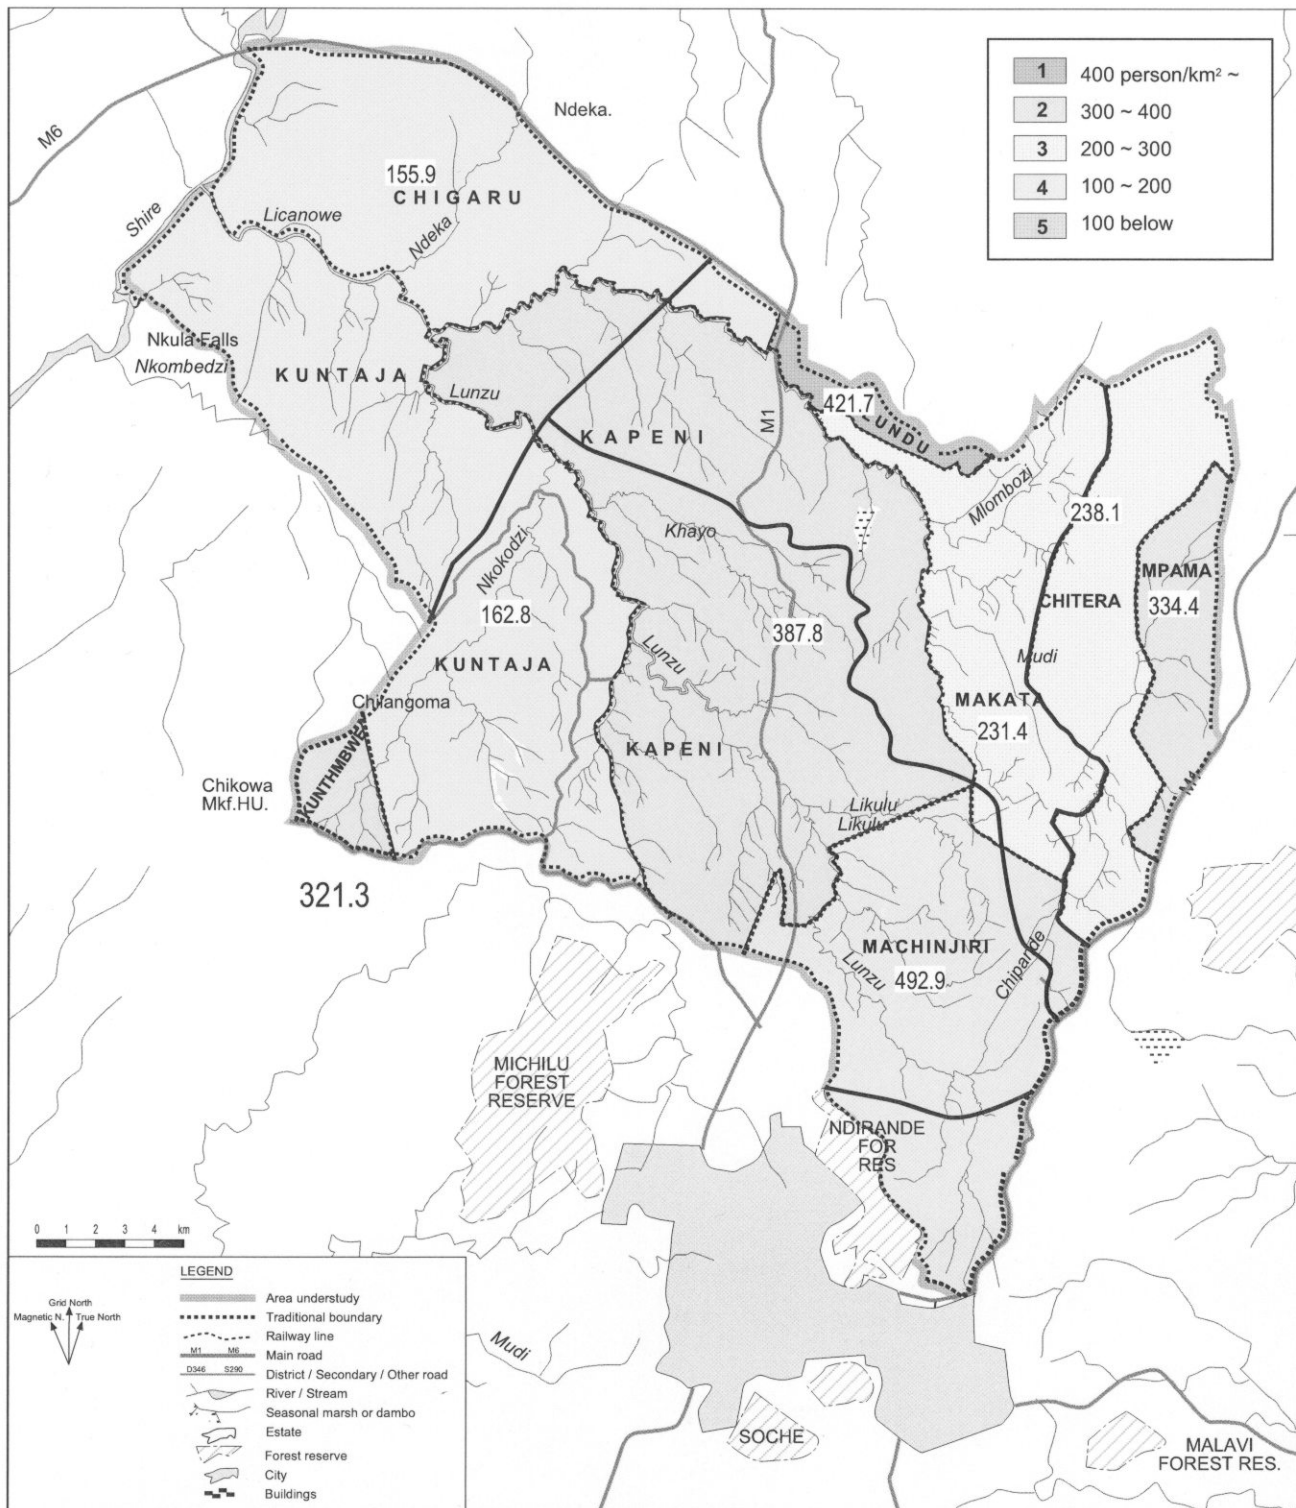 1 400 person/km² ~
2 300 ~ 400
3 200 ~ 300
4 100 ~ 200
5 100 below
M6
Ndeka.
155.9
CHIGARU
Shire
Licanowe
Ndeka
Nkula Falls
Nkombedzi
KUNTAJA
Lunzu
KAPENI
M1
421.7
LUNDU
Mlombozi
238.1
Khayo
Nkokodzi
MPAMA
334.4
CHITERA
162.8
387.8
Lunzu
KUNTAJA
Mudi
Chilangoma
MAKATA
231.4
KAPENI
KUNTHMBWE
Chikowa
Mkf.HU.
Likulu
Likulu
321.3
MACHINJIRI
Lunzu
492.9
Chipande
MICHILU
FOREST
RESERVE
NDIRANDE
FOR
RES
0 1 2 3 4 km
LEGEND
Grid North
Magnetic N. True North
Area understudy
Traditional boundary
Railway line
M1 M6
Main road
D346 S290
District / Secondary / Other road
River / Stream
Seasonal marsh or dambo
Estate
Forest reserve
City
Buildings
Mudi
SOCHE
MALAVI
FOREST RES.